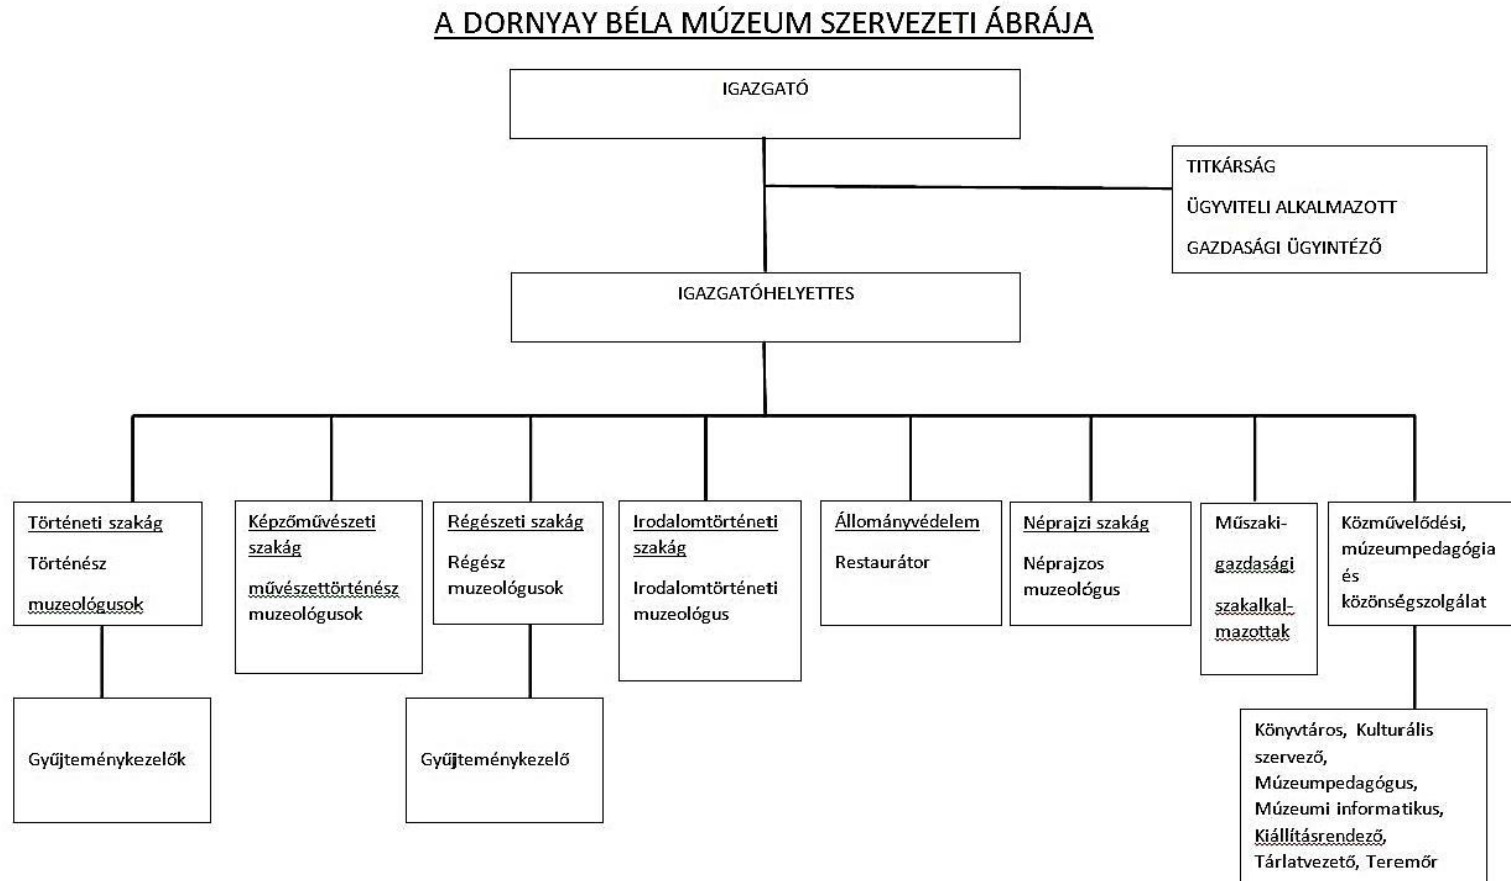 A DORNYAY BÉLA MÚZEUM SZERVEZETI ÁBRÁJA
IGAZGATÓ
TITKÁRSÁG
ÜGYVITELI ALKALMAZOTT
GAZDASÁGI ÜGYINTÉZŐ
IGAZGATÓHELYETTES
Történeti szakág
Történész
muzeológusok
Képzőművészeti
szakág
művészettörténész
muzeológusok
Régészeti szakág
Régész
muzeológusok
Irodalomtörténeti
szakág
Irodalomtörténeti
muzeológus
Állományvédelem
Restaurátor
Néprajzi szakág
Néprajzos
muzeológus
Műszaki-
gazdasági
szakalkal-
mazottak
Közművelődési,
múzeumpedagógia
és
közönségszolgálat
Gyűjteménykezelők
Gyűjteménykezelő
Könyvtáros, Kulturális
szervező,
Múzeumpedagógus,
Múzeumi informatikus,
Kiállításrendező,
Tárlatvezető, Teremőr